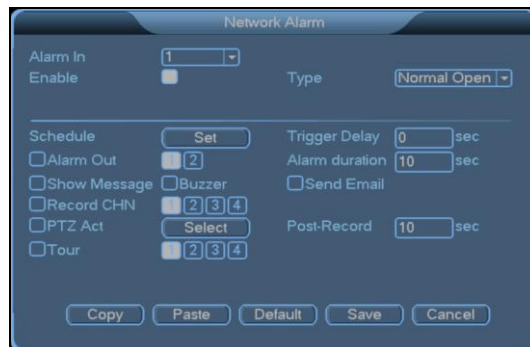 Network Alarm
Alarm In 1
Enable Type Normal Open
Schedule Set Trigger Delay 0 sec
Alarm Out 1 2 Alarm duration 10 sec
Show Message Buzzer Send Email
Record CHN 1 2 3 4
PTZ Act Select Post-Record 10 sec
Tour 1 2 3 4
Copy Paste Default Save Cancel